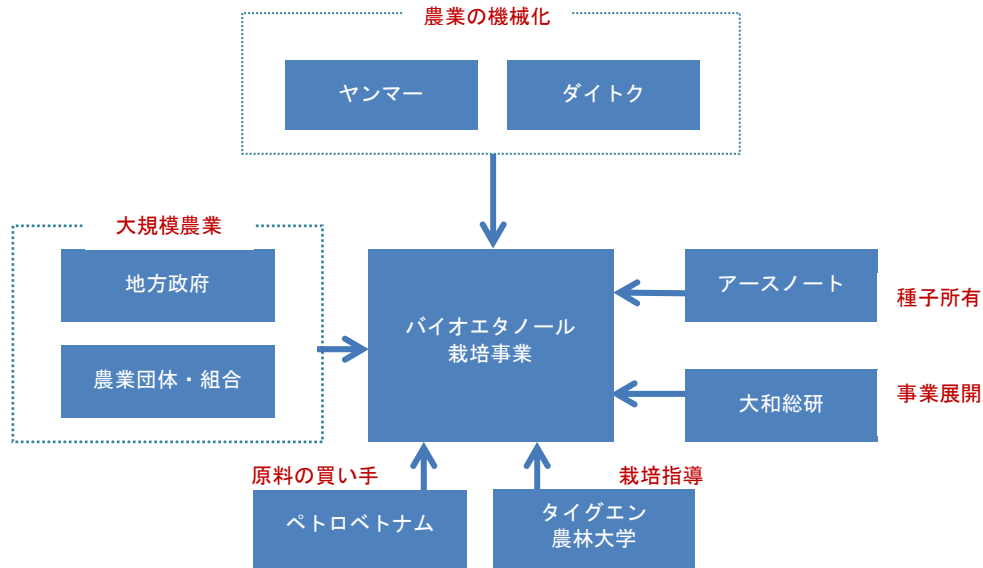 農業の機械化
ヤンマー
ダイトク
大規模農業
地方政府
農業団体・組合
バイオエタノール
栽培事業
アースノート
種子所有
大和総研
事業展開
原料の買い手
栽培指導
ペトロベトナム
タイグエン
農林大学